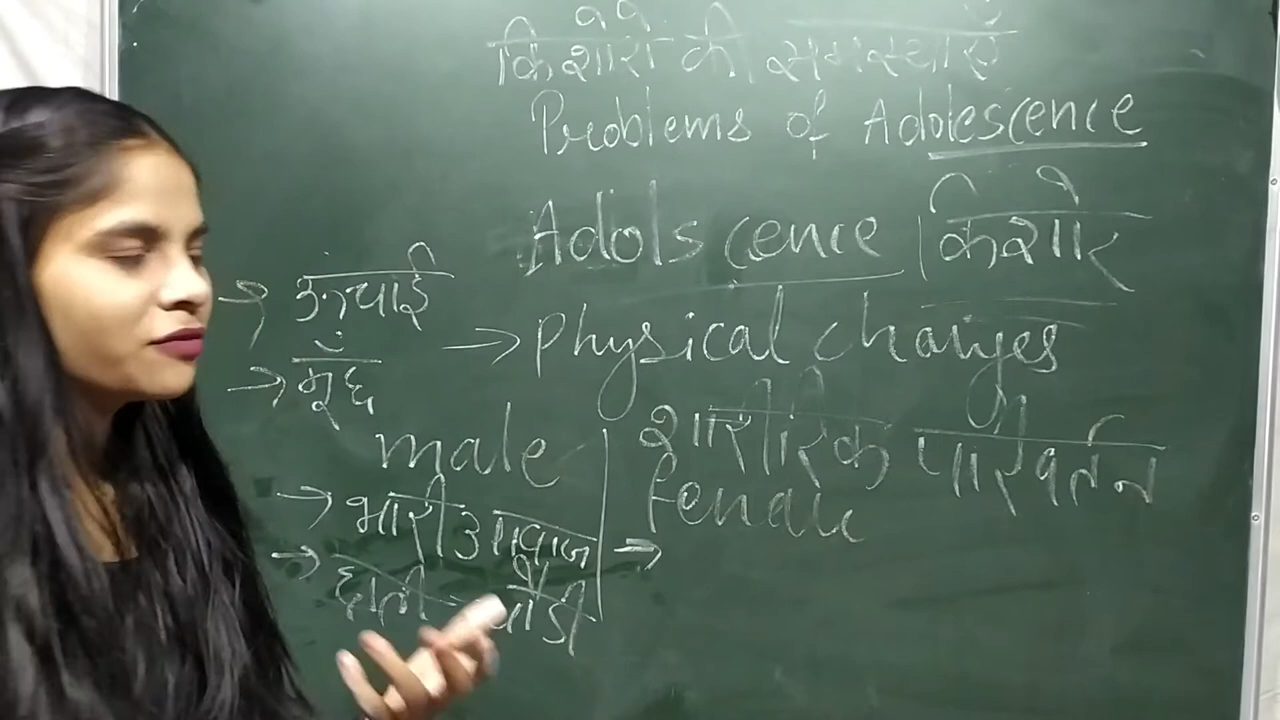 किशोरों की समस्याएँ
Problems of Adolescence
Adolscence | किशोर
→ ऊंचाई
→ Physical changes
→ मूंछ
शारीरिक परिवर्तन
male
female
→ भारी आवाज
→ छाती चौड़ी
→